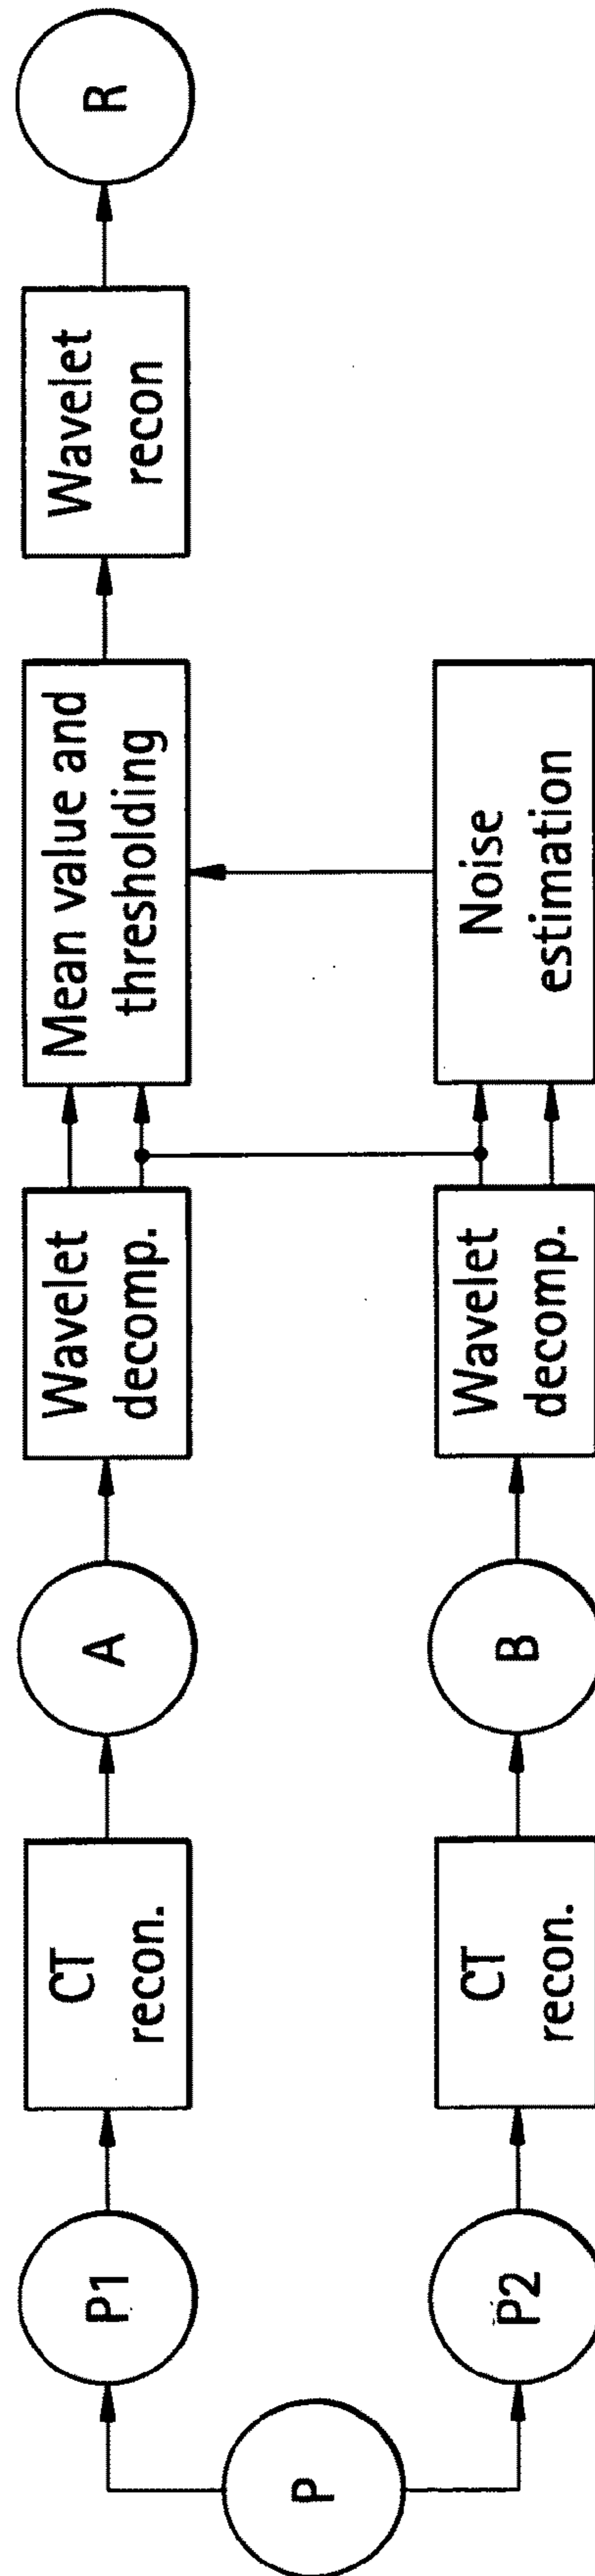 P
P1
CT
recon.
A
Wavelet
decomp.
Mean value and
thresholding
Wavelet
recon
R
P2
CT
recon.
B
Wavelet
decomp.
Noise
estimation